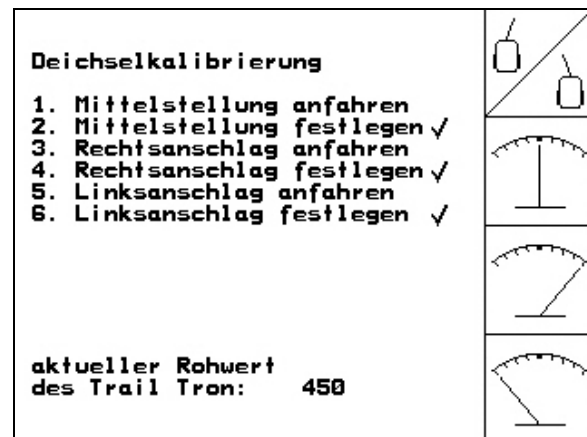 Deichselkalibrierung
1. Mittelstellung anfahren
2. Mittelstellung festlegen ✓
3. Rechtsanschlag anfahren
4. Rechtsanschlag festlegen ✓
5. Linksanschlag anfahren
6. Linksanschlag festlegen ✓
aktueller Rohwert
des Trail Tron: 450